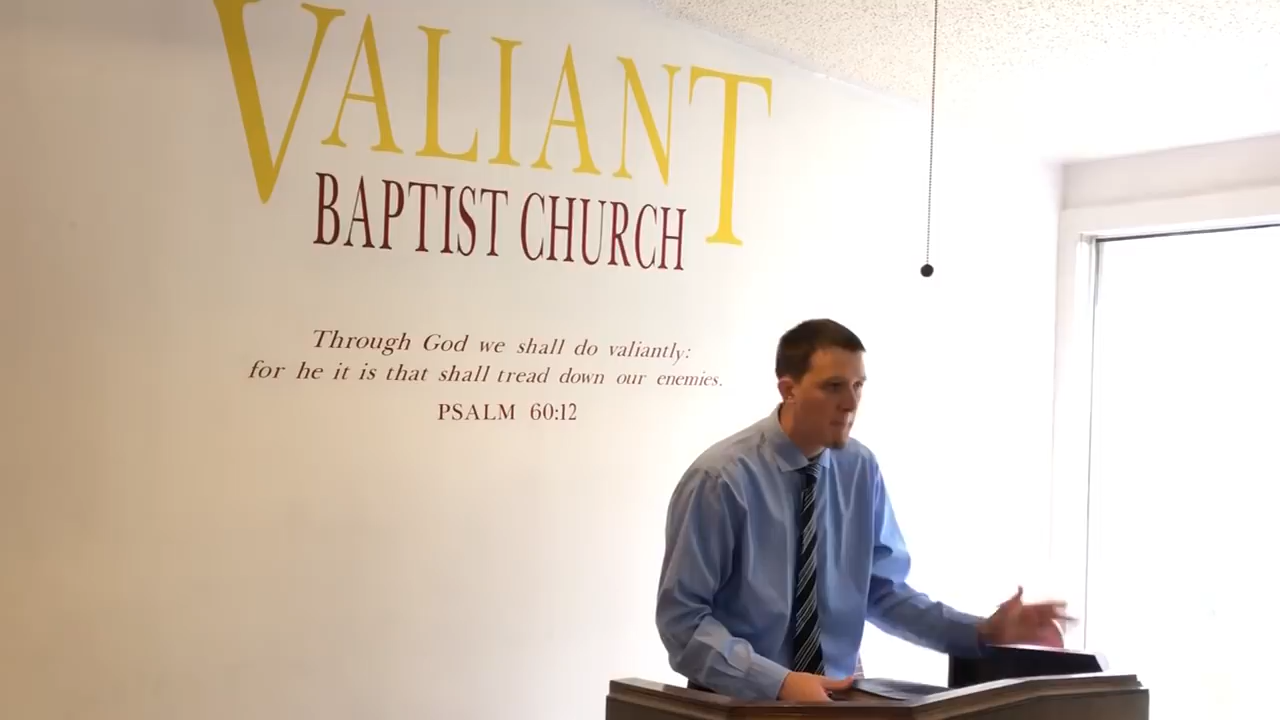 VALIANT
BAPTIST CHURCH
Through God we shall do valiantly:
for he it is that shall tread down our enemies.
PSALM 60:12